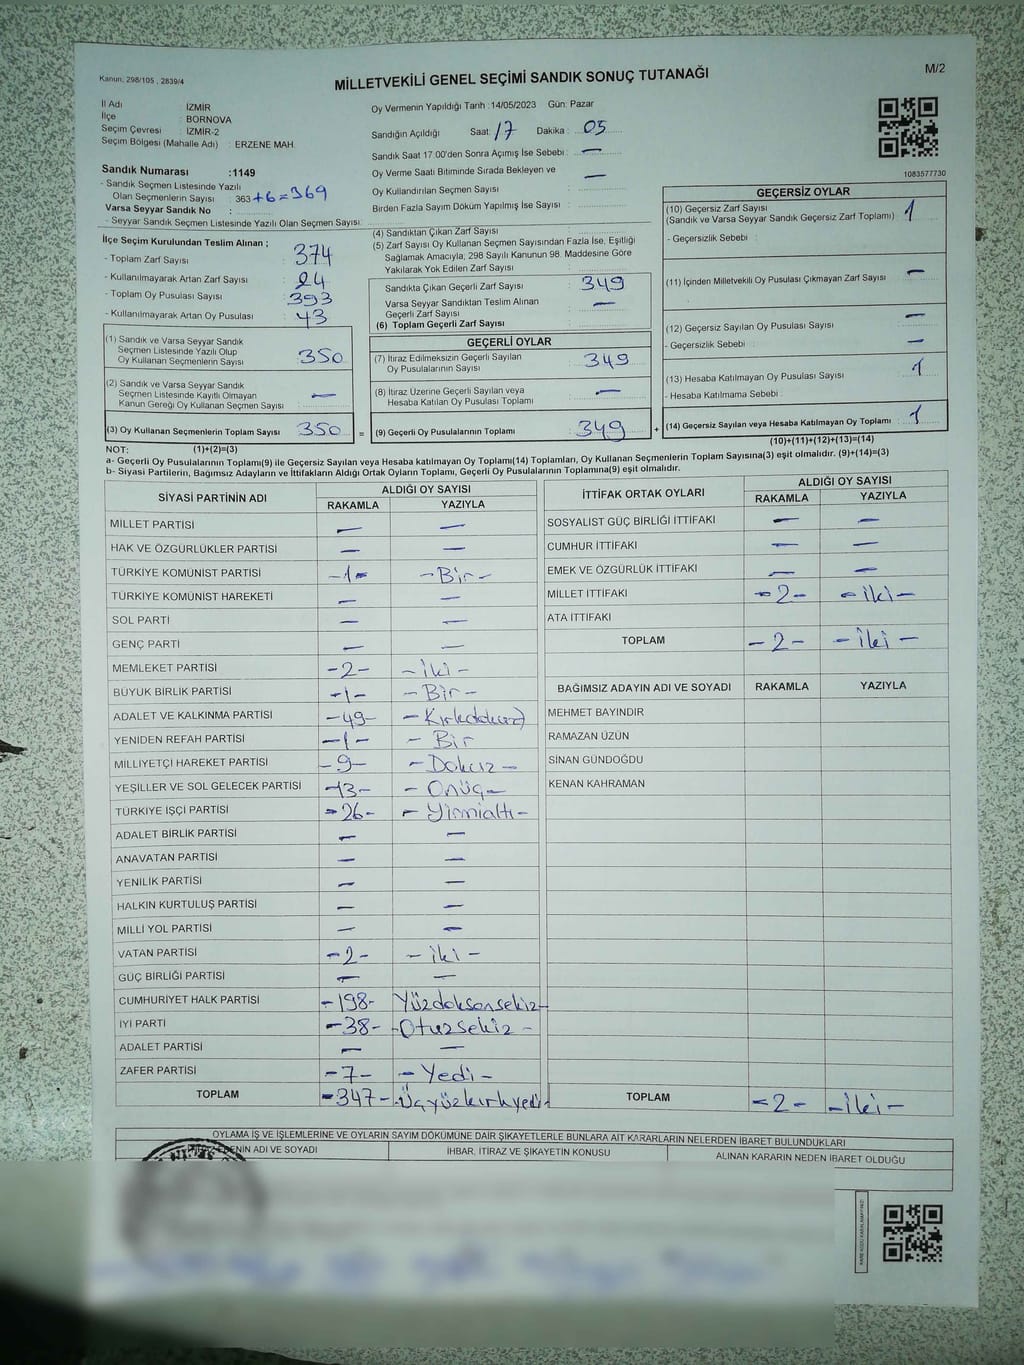 Kanun, 298/105 , 2839/4
MİLLETVEKİLİ GENEL SEÇİMİ SANDIK SONUÇ TUTANAĞI
M/2
İl Adı İZMİR
İlçe BORNOVA
Seçim Çevresi : İZMİR-2
Seçim Bölgesi (Mahalle Adı) : ERZENE MAH.
Oy Vermenin Yapıldığı Tarih :14/05/2023 Gün: Pazar
Sandığın Açıldığı Saat: 17 Dakika : 05
Sandık Saat 17.00'den Sonra Açımış İse Sebebi : —
Oy Verme Saati Bitiminde Sırada Bekleyen ve
Oy Kullandırılan Seçmen Sayısı : —
Birden Fazla Sayım Döküm Yapılmış İse Sayısı :
1083577730
Sandık Numarası :1149
- Sandık Seçmen Listesinde Yazılı
Olan Seçmenlerin Sayısı : 363 +6=369
Varsa Seyyar Sandık No :
- Seyyar Sandık Seçmen Listesinde Yazılı Olan Seçmen Sayısı:
İlçe Seçim Kurulundan Teslim Alınan ;
- Toplam Zarf Sayısı : 374
- Kullanılmayarak Artan Zarf Sayısı : 24
- Toplam Oy Pusulası Sayısı : 393
- Kullanılmayarak Artan Oy Pusulası : 43
(1) Sandık ve Varsa Seyyar Sandık
Seçmen Listesinde Yazılı Olup
Oy Kullanan Seçmenlerin Sayısı : 350
(2) Sandık ve Varsa Seyyar Sandık
Seçmen Listesinde Kayıtlı Olmayan
Kanun Gereği Oy Kullanan Seçmen Sayısı : —
(3) Oy Kullanan Seçmenlerin Toplam Sayısı : 350
(4) Sandıktan Çıkan Zarf Sayısı :
(5) Zarf Sayısı Oy Kullanan Seçmen Sayısından Fazla İse, Eşitliği
Sağlamak Amacıyla; 298 Sayılı Kanunun 98. Maddesine Göre
Yakılarak Yok Edilen Zarf Sayısı :
Sandıkta Çıkan Geçerli Zarf Sayısı : 349
Varsa Seyyar Sandıktan Teslim Alınan
Geçerli Zarf Sayısı : —
(6) Toplam Geçerli Zarf Sayısı :
GEÇERLİ OYLAR
(7) İtiraz Edilmeksizin Geçerli Sayılan
Oy Pusulalarının Sayısı : 349
(8) İtiraz Üzerine Geçerli Sayılan veya
Hesaba Katılan Oy Pusulası Toplamı : —
= (9) Geçerli Oy Pusulalarının Toplamı : 349 +
GEÇERSİZ OYLAR
(10) Geçersiz Zarf Sayısı
(Sandık ve Varsa Seyyar Sandık Geçersiz Zarf Toplamı) : 1
- Geçersizlik Sebebi :
(11) İçinden Milletvekili Oy Pusulası Çıkmayan Zarf Sayısı : —
(12) Geçersiz Sayılan Oy Pusulası Sayısı : —
- Geçersizlik Sebebi : —
(13) Hesaba Katılmayan Oy Pusulası Sayısı : 1
- Hesaba Katılmama Sebebi :
(14) Geçersiz Sayılan veya Hesaba Katılmayan Oy Toplamı : 1
NOT: (1)+(2)=(3)
(10)+(11)+(12)+(13)=(14)
a- Geçerli Oy Pusulalarının Toplamı(9) ile Geçersiz Sayılan veya Hesaba katılmayan Oy Toplamı(14) Toplamları, Oy Kullanan Seçmenlerin Toplam Sayısına(3) eşit olmalıdır. (9)+(14)=(3)
b- Siyasi Partilerin, Bağımsız Adayların ve İttifakların Aldığı Ortak Oyların Toplamı, Geçerli Oy Pusulalarının Toplamına(9) eşit olmalıdır.
SİYASİ PARTİNİN ADI ALDIĞI OY SAYISI
RAKAMLA YAZIYLA
MİLLET PARTİSİ — —
HAK VE ÖZGÜRLÜKLER PARTİSİ — —
TÜRKİYE KOMÜNİST PARTİSİ -1- -Bir-
TÜRKİYE KOMÜNİST HAREKETİ — —
SOL PARTİ — —
GENÇ PARTİ — —
MEMLEKET PARTİSİ -2- -iki-
BÜYÜK BİRLİK PARTİSİ -1- -Bir-
ADALET VE KALKINMA PARTİSİ -49- -Kırkdokuz
YENİDEN REFAH PARTİSİ -1- -Bir
MİLLİYETÇİ HAREKET PARTİSİ -9- -Dokuz-
YEŞİLLER VE SOL GELECEK PARTİSİ -13- -Onüç-
TÜRKİYE İŞÇİ PARTİSİ -26- -Yirmialtı-
ADALET BİRLİK PARTİSİ — —
ANAVATAN PARTİSİ — —
YENİLİK PARTİSİ — —
HALKIN KURTULUŞ PARTİSİ — —
MİLLİ YOL PARTİSİ — —
VATAN PARTİSİ -2- -iki-
GÜÇ BİRLİĞİ PARTİSİ — —
CUMHURİYET HALK PARTİSİ -198- Yüzdoksansekiz-
İYİ PARTİ -38- -Otuzsekiz-
ADALET PARTİSİ — —
ZAFER PARTİSİ -7- -Yedi-
TOPLAM -347- -Üçyüzkırkyedi-
İTTİFAK ORTAK OYLARI ALDIĞI OY SAYISI
RAKAMLA YAZIYLA
SOSYALİST GÜÇ BİRLİĞİ İTTİFAKI — —
CUMHUR İTTİFAKI — —
EMEK VE ÖZGÜRLÜK İTTİFAKI — —
MİLLET İTTİFAKI -2- -iki-
ATA İTTİFAKI
TOPLAM -2- -iki-
BAĞIMSIZ ADAYIN ADI VE SOYADI RAKAMLA YAZIYLA
MEHMET BAYINDIR
RAMAZAN ÜZÜN
SİNAN GÜNDOĞDU
KENAN KAHRAMAN
TOPLAM -2- -iki-
OYLAMA İŞ VE İŞLEMLERİNE VE OYLARIN SAYIM DÖKÜMÜNE DAİR ŞİKAYETLERLE BUNLARA AİT KARARLARIN NELERDEN İBARET BULUNDUKLARI
ADI VE SOYADI İHBAR, İTİRAZ VE ŞİKAYETİN KONUSU ALINAN KARARIN NEDEN İBARET OLDUĞU